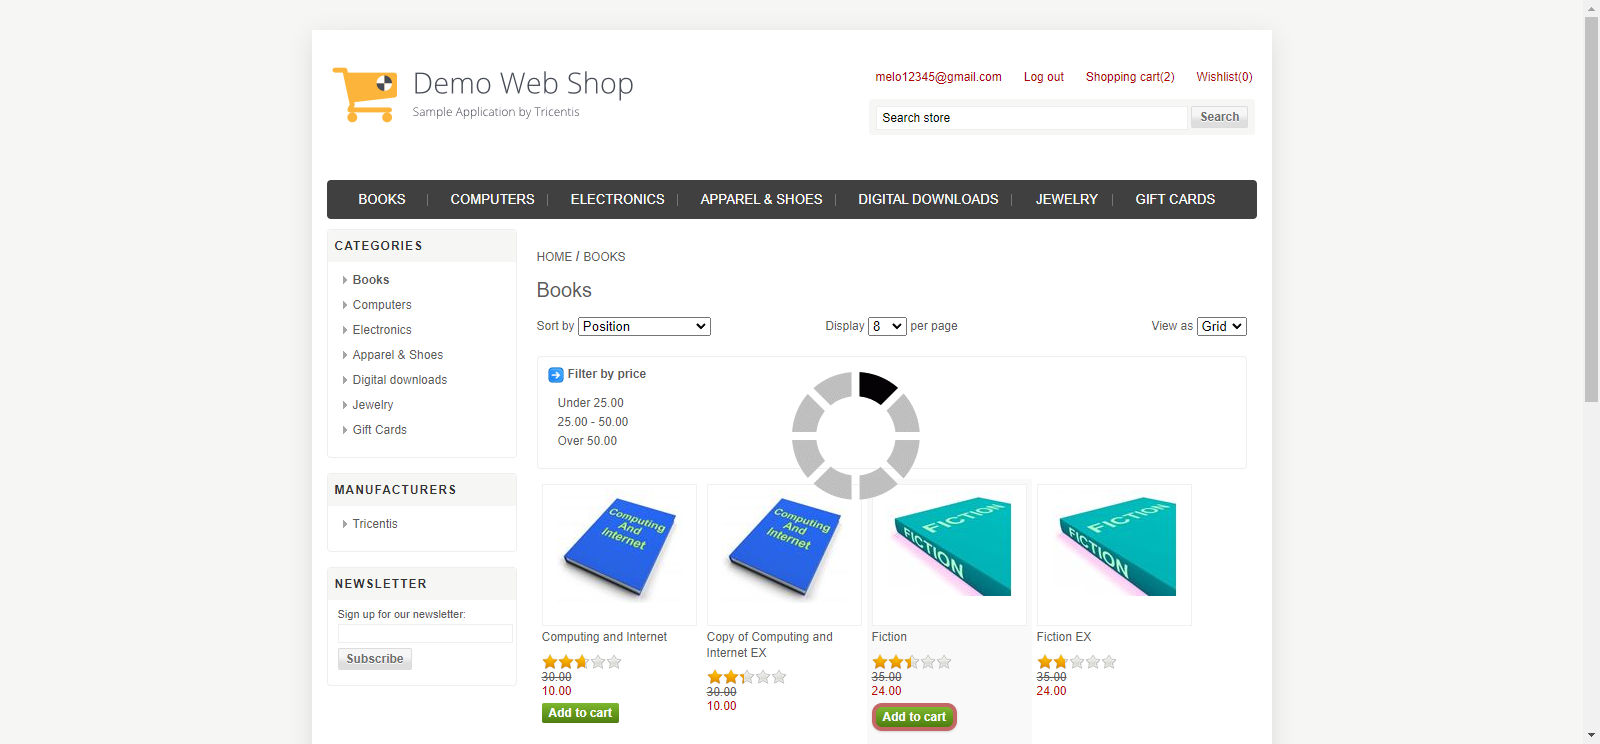 Demo Web Shop
Sample Application by Tricentis
melo12345@gmail.com Log out Shopping cart(2) Wishlist(0)
Search store Search
BOOKS COMPUTERS ELECTRONICS APPAREL & SHOES DIGITAL DOWNLOADS JEWELRY GIFT CARDS
CATEGORIES
Books
Computers
Electronics
Apparel & Shoes
Digital downloads
Jewelry
Gift Cards
MANUFACTURERS
Tricentis
NEWSLETTER
Sign up for our newsletter:
Subscribe
HOME / BOOKS
Books
Sort by Position Display 8 per page View as Grid
Filter by price
Under 25.00
25.00 - 50.00
Over 50.00
Computing
And
Internet
Computing and Internet
30.00
10.00
Add to cart
Computing
And
Internet
Copy of Computing and
Internet EX
30.00
10.00
FICTION
FICTION
Fiction
35.00
24.00
Add to cart
FICTION
FICTION
Fiction EX
35.00
24.00